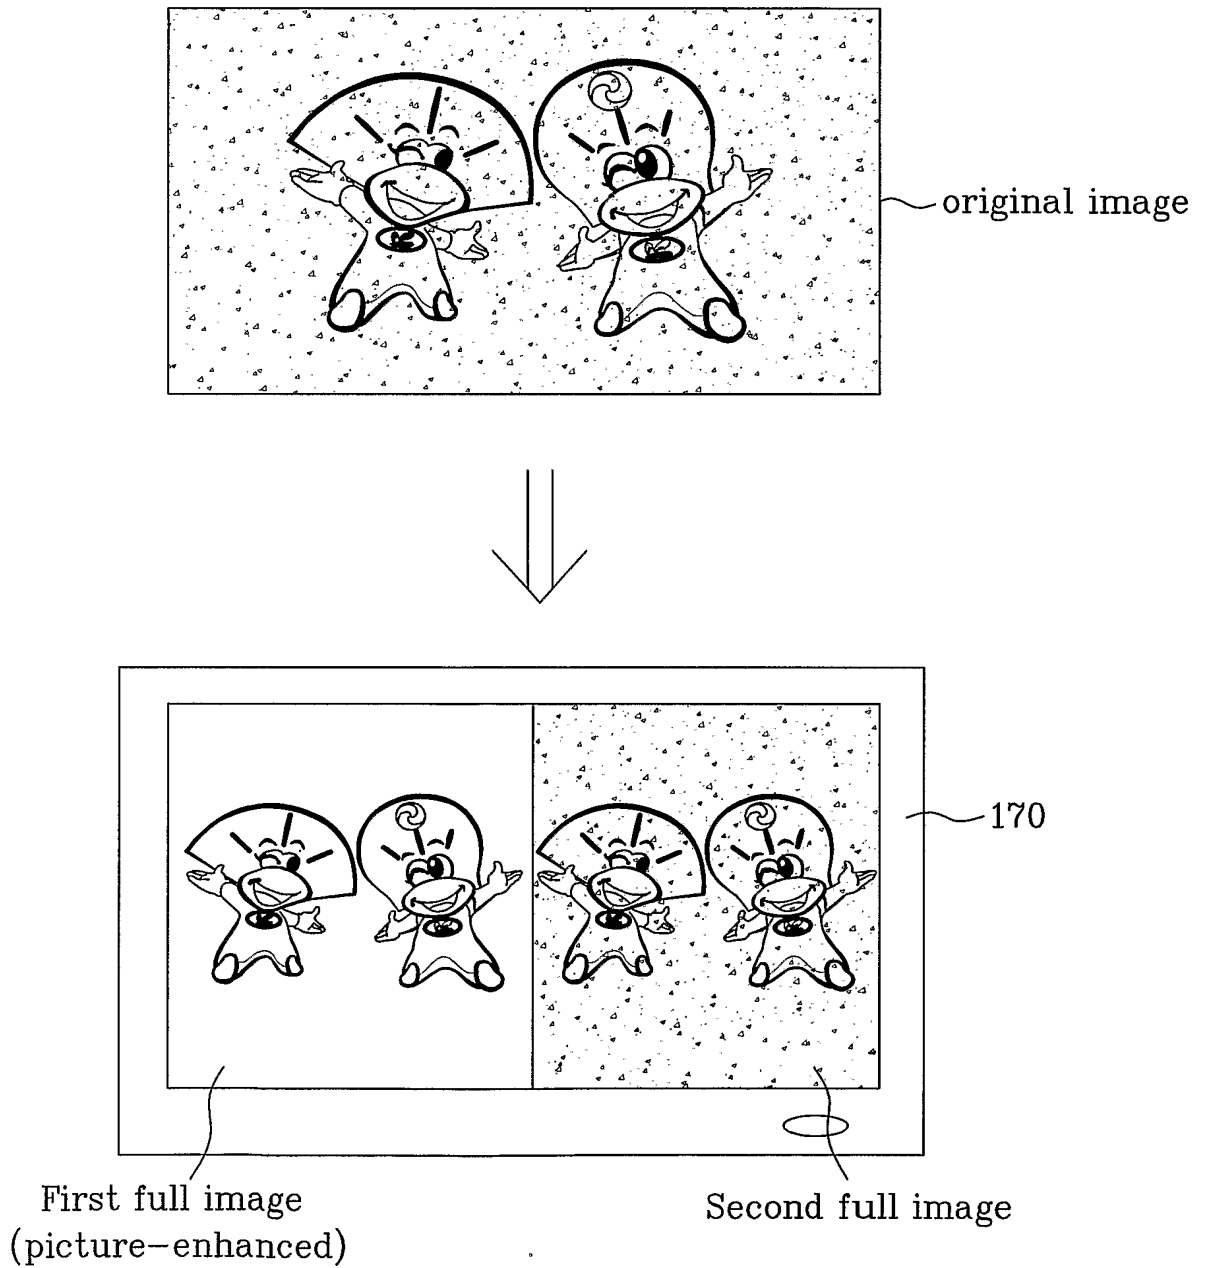 original image
170
First full image
(picture-enhanced)
Second full image